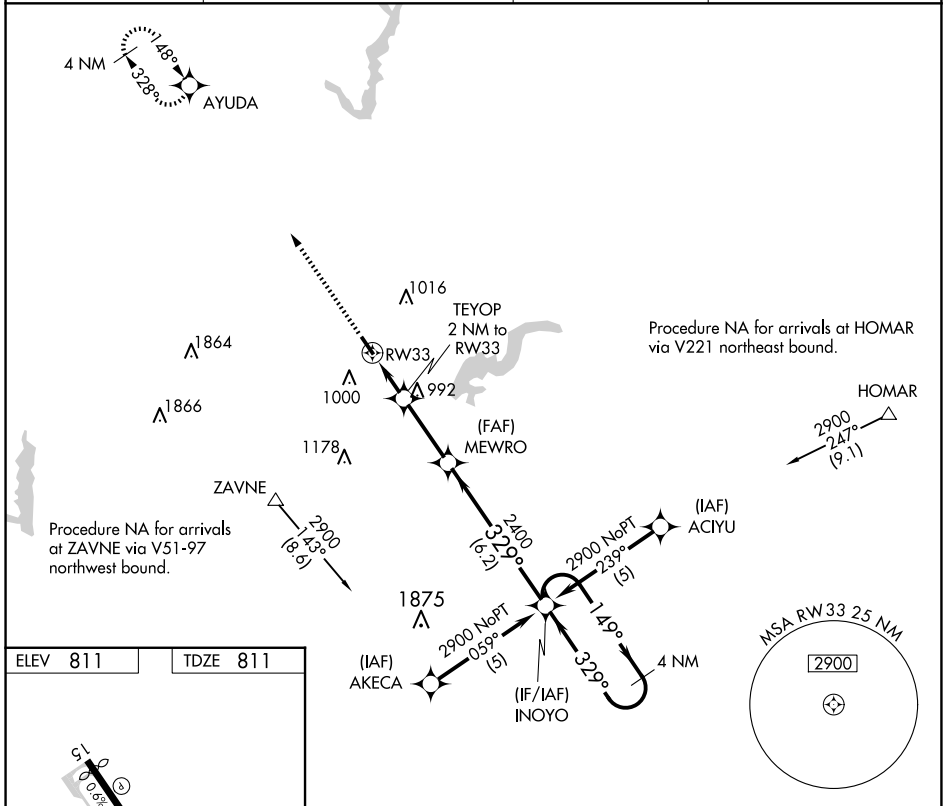 148°
4 NM
328°
AYUDA
1016
TEYOP
2 NM to
RW33
RW33
1864
1000
992
1866
Procedure NA for arrivals at HOMAR
via V221 northeast bound.
HOMAR
2900
247°
(9.1)
(FAF)
MEWRO
1178
ZAVNE
2900
143°
(8.6)
Procedure NA for arrivals
at ZAVNE via V51-97
northwest bound.
2400
329°
(6.2)
(IAF)
ACIYU
2900 NoPT
239°
(5)
1875
2900 NoPT
059°
(5)
149°
329°
4 NM
(IAF)
AKECA
(IF/IAF)
INOYO
MSA RW33 25 NM
2900
ELEV 811
TDZE 811
15
0.6%
P